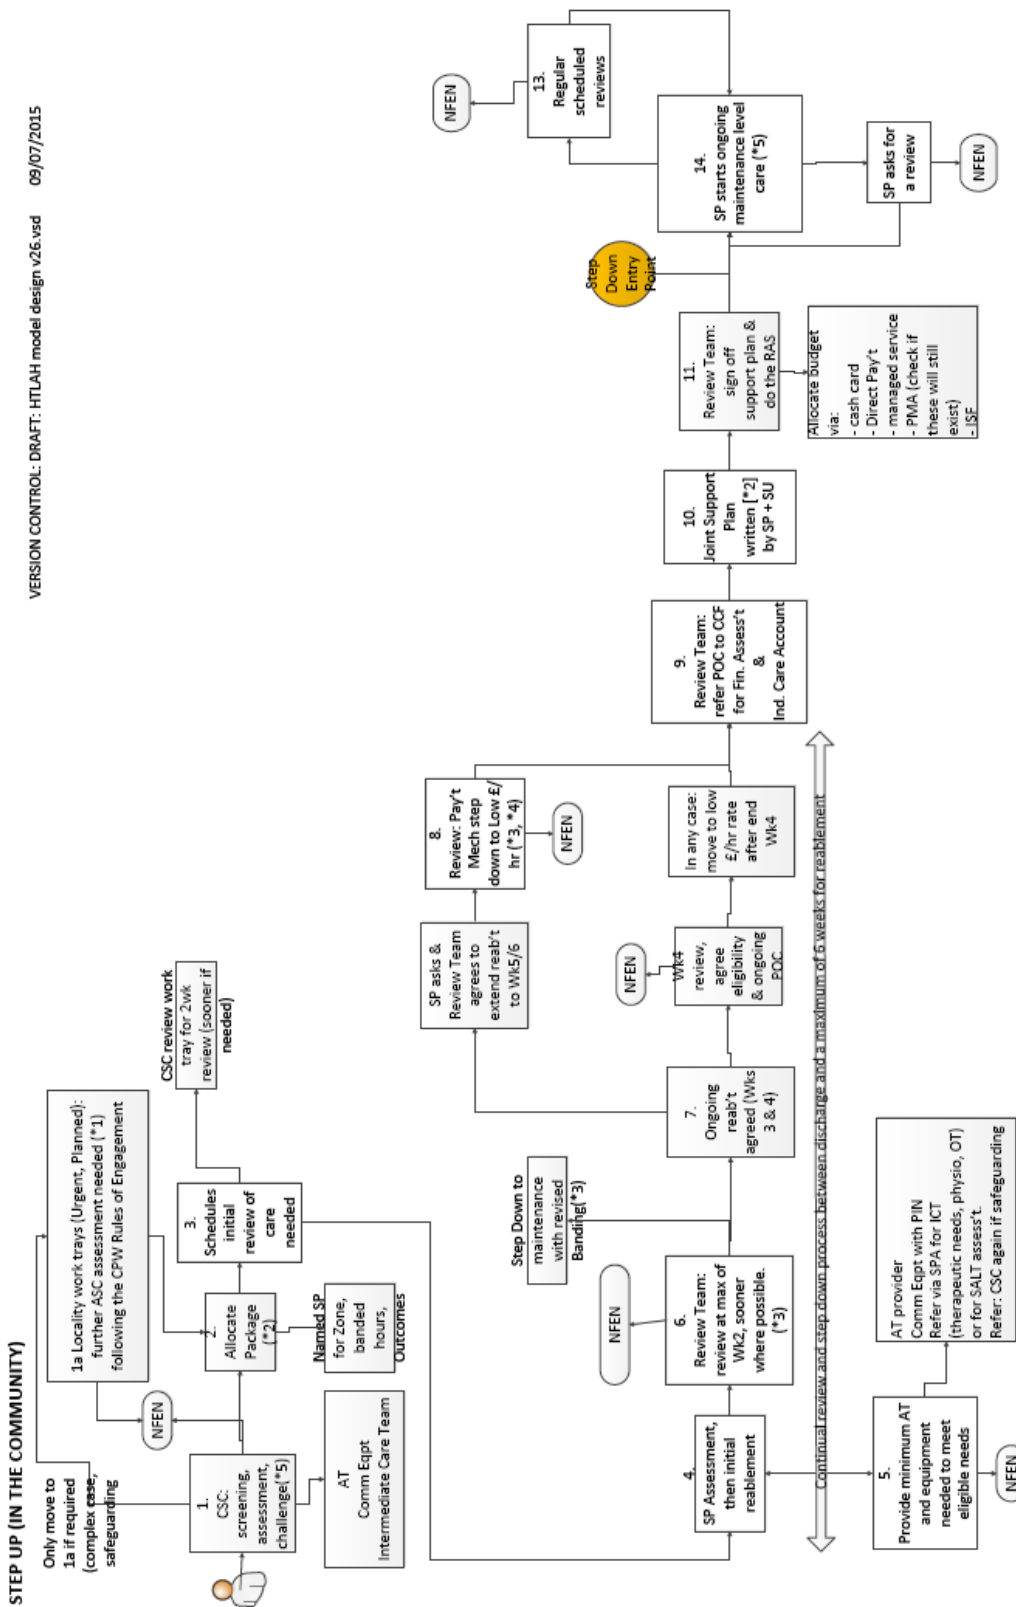 STEP UP (IN THE COMMUNITY)
VERSION CONTROL: DRAFT: HTLAH model design v26.vsd 09/07/2015
Only move to
1a if required
(complex case,
safeguarding
1a Locality work trays (Urgent, Planned):
further ASC assessment needed (*1)
following the CPW Rules of Engagement
NFEN
1.
CSC:
screening,
assessment,
challenge(*5)
AT
Comm Eqpt
Intermediate Care Team
2.
Allocate
Package
(*2)
Named SP
for Zone,
banded
hours,
Outcomes
3.
Schedules
initial
review of
care
needed
CSC review work
tray for 2wk
review (sooner if
needed)
4.
SP Assessment,
then initial
reablement
5.
Provide minimum AT
and equipment
needed to meet
eligible needs
NFEN
AT provider
Comm Eqpt with PIN
Refer via SPA for ICT
(therapeutic needs, physio, OT)
or for SALT assess't.
Refer: CSC again if safeguarding
Continual review and step down process between discharge and a maximum of 6 weeks for reablement
6.
Review Team:
review at max of
Wk2, sooner
where possible.
(*3)
NFEN
Step Down to
maintenance
with revised
Banding(*3)
7.
Ongoing
reab't
agreed (Wks
3 & 4)
SP asks &
Review Team
agrees to
extend reab't
to Wk5/6
8.
Review: Pay't
Mech step
down to Low £/
hr (*3, *4)
NFEN
NFEN
Wk4
review,
agree
eligibility
& ongoing
POC
In any case:
move to low
£/hr rate
after end
Wk4
9.
Review Team:
refer POC to CCF
for Fin. Assess't
&
Ind. Care Account
10.
Joint Support
Plan
written [*2]
by SP + SU
11.
Review Team:
sign off
support plan &
do the RAS
Allocate budget
via:
- cash card
- Direct Pay't
- managed service
- PMA (check if
these will still
exist)
- ISF
Step
Down
Entry
Point
13.
Regular
scheduled
reviews
NFEN
14.
SP starts ongoing
maintenance level
care (*5)
SP asks for
a review
NFEN